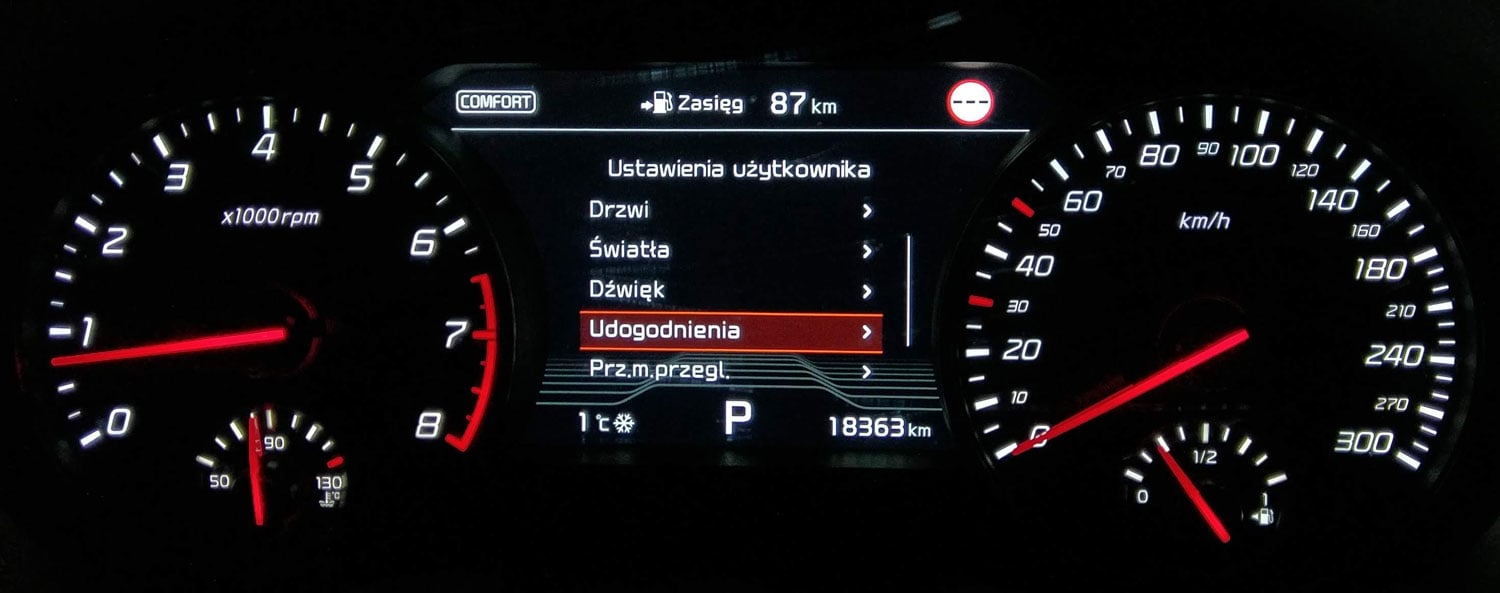 COMFORT
Zasięg 87 km
---
Ustawienia użytkownika
Drzwi
Światła
Dźwięk
Udogodnienia
Prz.m.przegl.
1 °C
P
18363 km
x1000rpm
0
1
2
3
4
5
6
7
8
50
90
130
°C
km/h
0
10
20
30
40
50
60
70
80
90
100
120
140
160
180
210
240
270
300
0
1/2
1